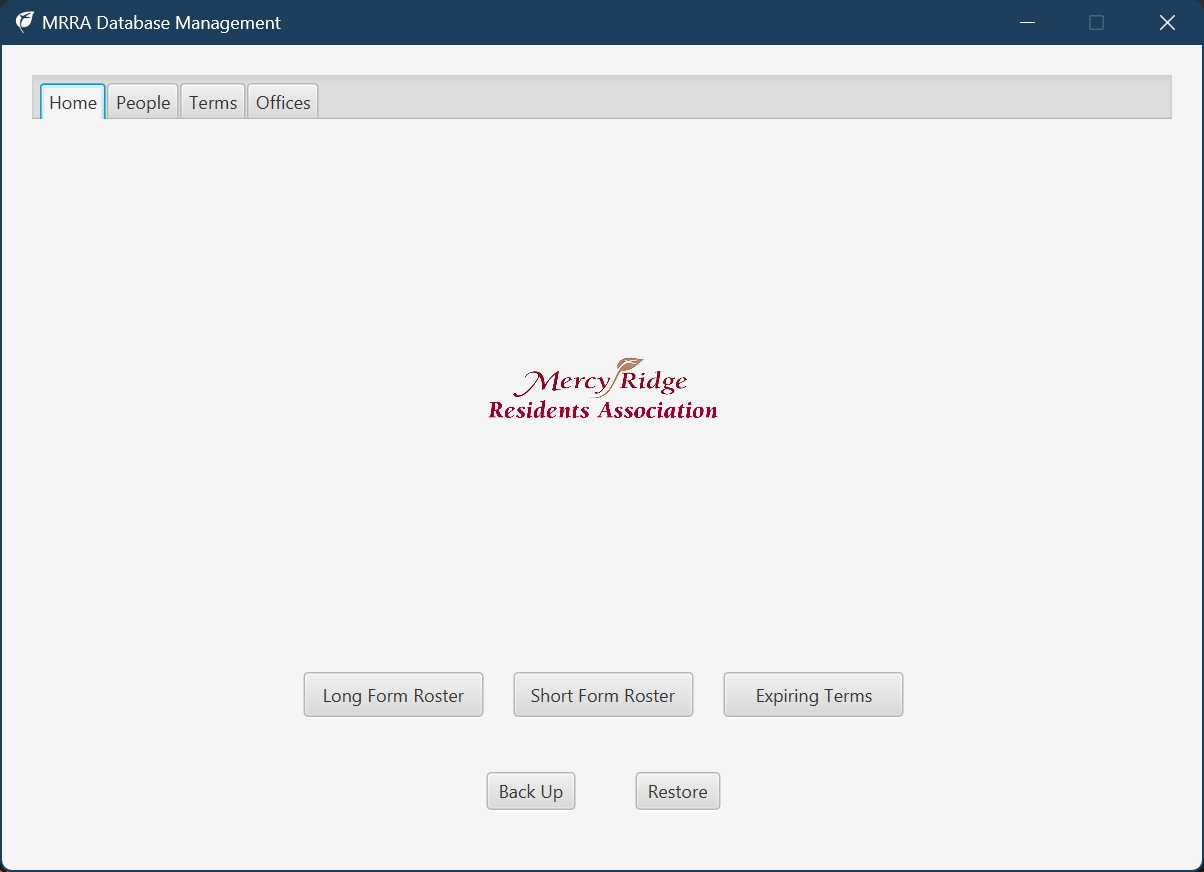 MRRA Database Management
Home People Terms Offices
Mercy Ridge
Residents Association
Long Form Roster Short Form Roster Expiring Terms
Back Up Restore